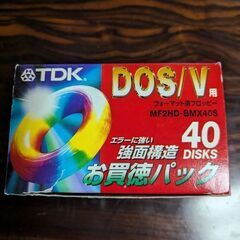 TDK
DOS/V用
フォーマット済フロッピー
MF2HD-BMX40S
エラーに強い
強面構造
40
DISKS
お買徳パック